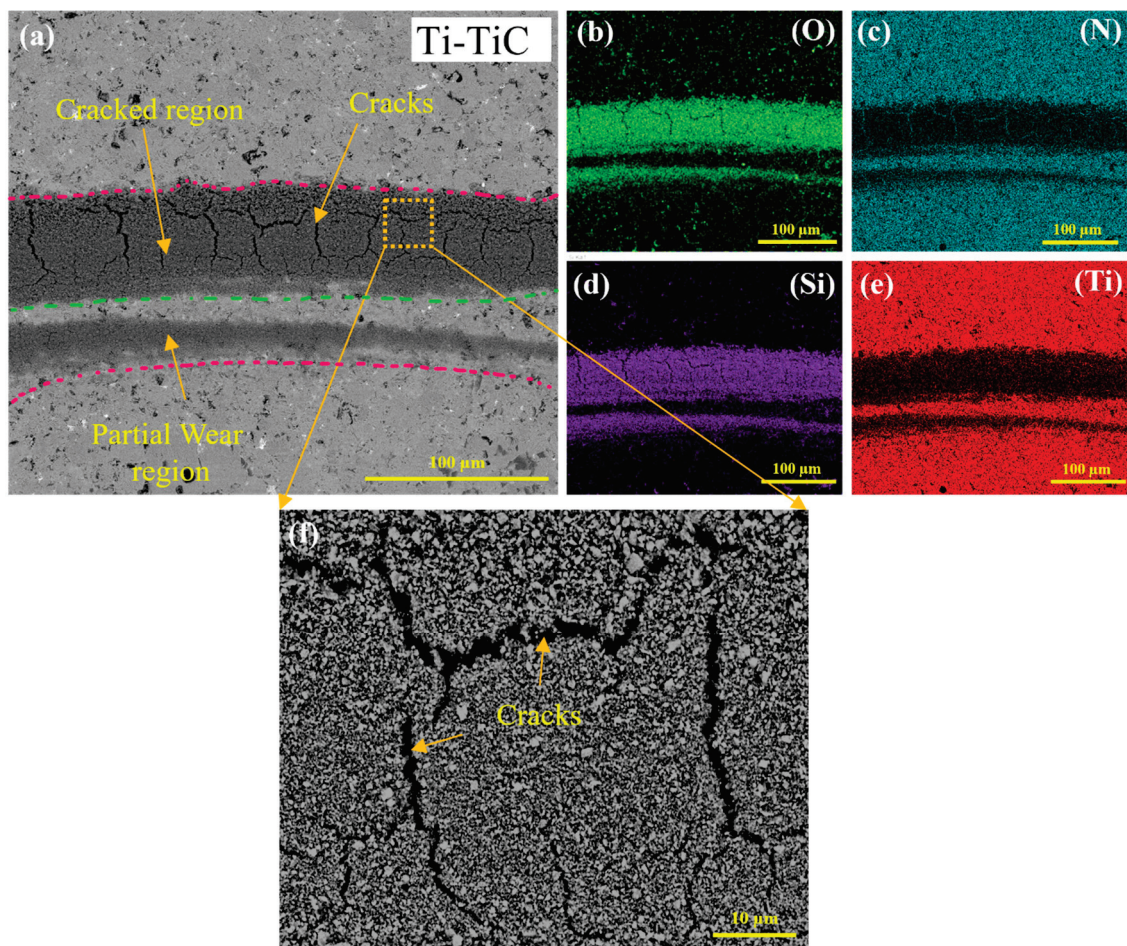 (a)
Ti-TiC
Cracked region
Cracks
Partial Wear
region
100 µm
(b)
(O)
100 µm
(c)
(N)
100 µm
(d)
(Si)
100 µm
(e)
(Ti)
100 µm
(f)
Cracks
10 µm